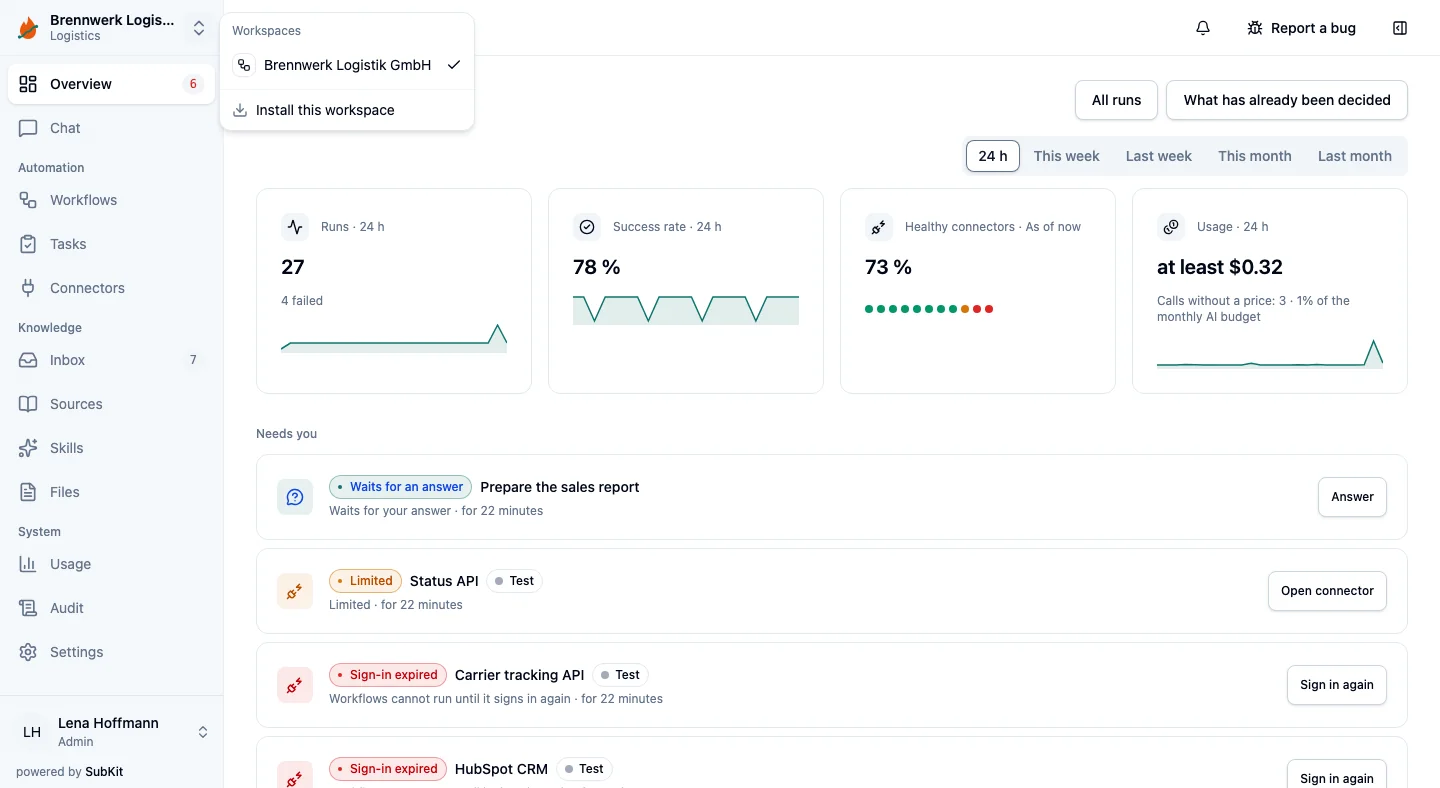 Brennwerk Logis...
Logistics
Workspaces
Brennwerk Logistik GmbH
Install this workspace
Report a bug
Overview 6
Chat
Automation
Workflows
Tasks
Connectors
Knowledge
Inbox 7
Sources
Skills
Files
System
Usage
Audit
Settings
LH
Lena Hoffmann
Admin
powered by SubKit
All runs
What has already been decided
24 h
This week
Last week
This month
Last month
Runs · 24 h
27
4 failed
Success rate · 24 h
78 %
Healthy connectors · As of now
73 %
Usage · 24 h
at least $0.32
Calls without a price: 3 · 1% of the
monthly AI budget
Needs you
Waits for an answer Prepare the sales report
Waits for your answer · for 22 minutes
Answer
Limited Status API Test
Limited · for 22 minutes
Open connector
Sign-in expired Carrier tracking API Test
Workflows cannot run until it signs in again · for 22 minutes
Sign in again
Sign-in expired HubSpot CRM Test
Sign in again